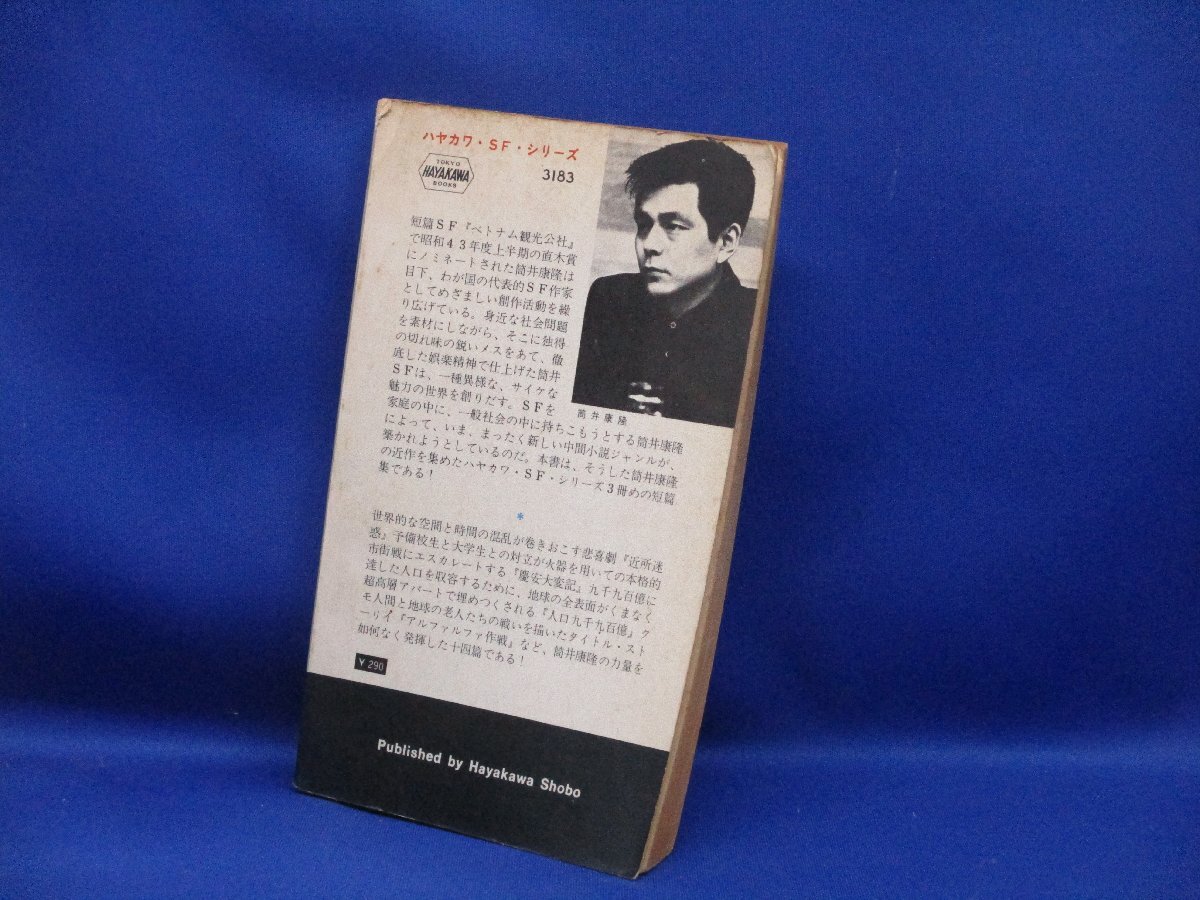 ハヤカワ・SF・シリーズ
TOKYO
HAYAKAWA
BOOKS
3183
短篇SF『ベトナム観光公社』
で昭和43年度上半期の直木賞
にノミネートされた筒井康隆は
目下、わが国の代表的SF作家
としてめざましい創作活動を繰
り広げている。身近な社会問題
を素材にしながら、そこに独得
の切れ味の鋭いメスをあて、徹
底した娯楽精神で仕上げた筒井
SFは、一種異様な、サイケな
魅力の世界を創りだす。SFを
家庭の中に、一般社会の中に持ちこもうとする筒井康隆
によって、いま、まったく新しい中間小説ジャンルが、
築かれようとしているのだ。本書は、そうした筒井康隆
の近作を集めたハヤカワ・SF・シリーズ3冊めの短篇
集である！
筒井康隆
*
世界的な空間と時間の混乱が巻きおこす悲喜劇『近所迷
惑』予備校生と大学生との対立が火器を用いての本格的
市街戦にエスカレートする『慶安大変記』九千九百億に
達した人口を収容するために、地球の全表面がくまなく
超高層アパートで埋めつくされる『人口九千九百億』ク
モ人間と地球の老人たちの戦いを描いたタイトル・スト
ーリイ『アルファルファ作戦』など、筒井康隆の力量を
如何なく発揮した十四篇である！
¥290
Published by Hayakawa Shobo